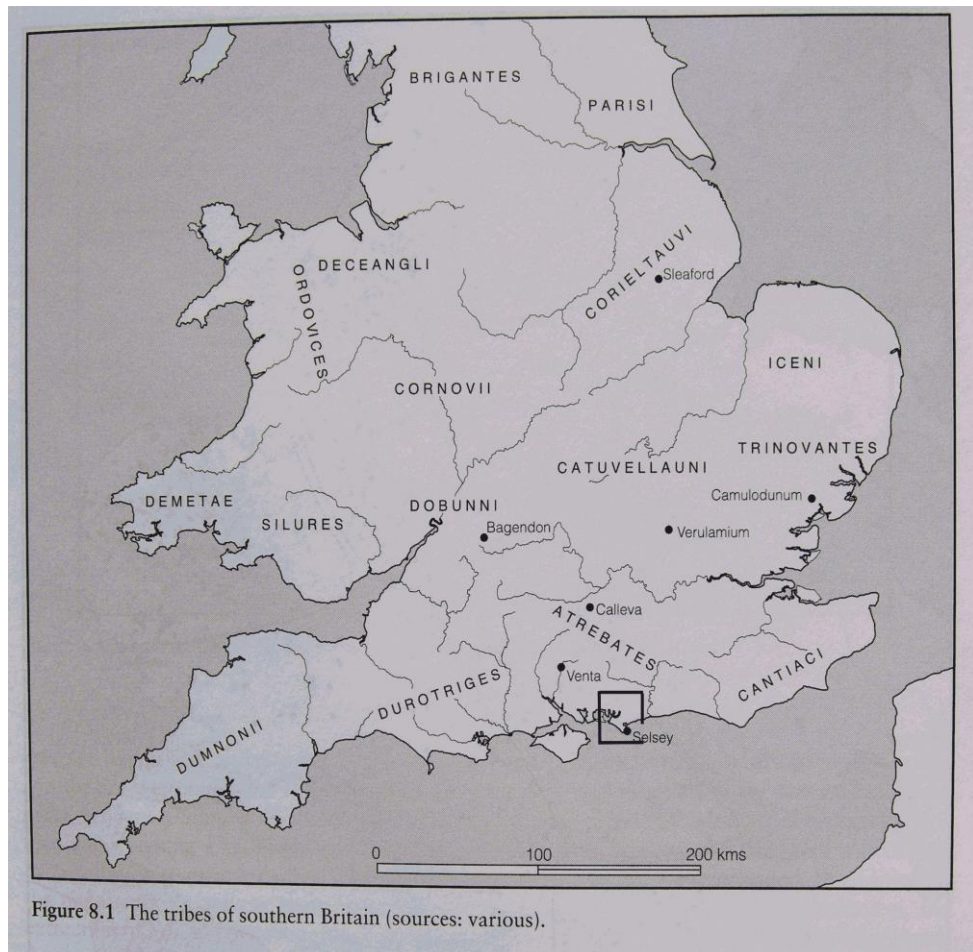 BRIGANTES
PARISI
DECEANGLI
ORDOVICES
CORIELTAUVI
Sleaford
ICENI
CORNOVII
TRINOVANTES
CATUVELLAUNI
Camulodunum
DEMETAE
SILURES
DOBUNNI
Bagendon
Verulamium
Calleva
ATREBATES
Venta
CANTIACI
DUROTRIGES
Selsey
DUMNONII
0 100 200 kms
Figure 8.1 The tribes of southern Britain (sources: various).